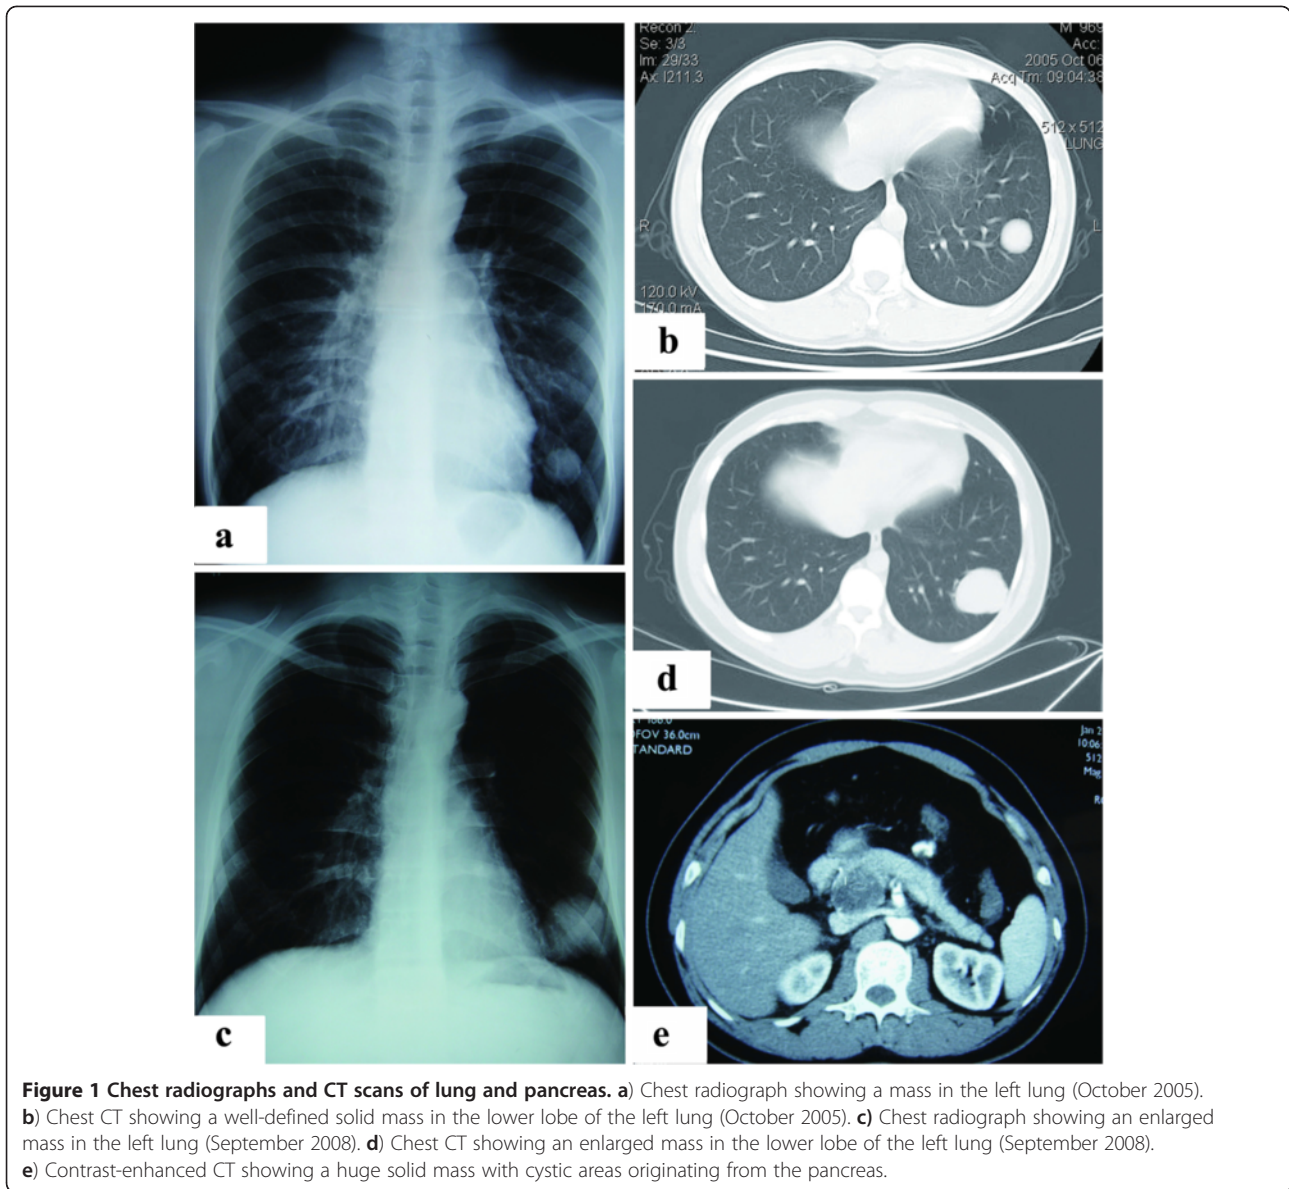 a
Recon 2:
Se: 3/3
Im: 29/33
Ax: I211.3
M 969
Acc:
2005 Oct 06
Acq Tm: 09:04:38
512 x 512
LUNG
R
L
120.0 kV
170.0 mA
b
c
d
DFOV 36.0cm
STANDARD
Jan 2
10:06:
512
Mag
e
Figure 1 Chest radiographs and CT scans of lung and pancreas. a) Chest radiograph showing a mass in the left lung (October 2005).
b) Chest CT showing a well-defined solid mass in the lower lobe of the left lung (October 2005). c) Chest radiograph showing an enlarged
mass in the left lung (September 2008). d) Chest CT showing an enlarged mass in the lower lobe of the left lung (September 2008).
e) Contrast-enhanced CT showing a huge solid mass with cystic areas originating from the pancreas.